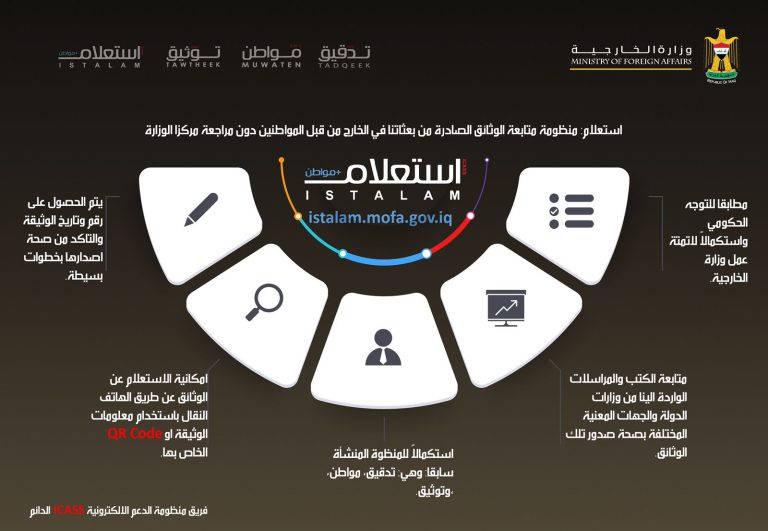 وزارة الخارجية
MINISTRY OF FOREIGN AFFAIRS
REPUBLIC OF IRAQ
تدقيق
TADQEEK
مواطن
MUWATEN
توثيق
TAWTHEEK
استعلام
+مواطن
ISTALAM
استعلام: منظومة متابعة الوثائق الصادرة من بعثاتنا في الخارج من قبل المواطنين دون مراجعة مركزا الوزارة
استعلام
+مواطن
ISTALAM
istalam.mofa.gov.iq
مطابقا للتوجه
الحكومي
واستكمالاً لاتمتة
عمل وزارة
الخارجية.
متابعة الكتب والمراسلات
الواردة الينا من وزارات
الدولة والجهات المعنية
المختلفة بصحة صدور تلك
الوثائق.
استكمالاً للمنظوة المنشأة
سابقا: وهي: تدقيق، مواطن،
،وتوثيق.
امكانية الاستعلام عن
الوثائق عن طريق الهاتف
النقال باستخدام معلومات
الوثيقة او QR Code
الخاص بها.
يتم الحصول على
رقم وتاريخ الوثيقة
والتاكد من صحة
اصدارها بخطوات
بسيطة.
فريق منظومة الدعم الالكترونية ICASS الدائم